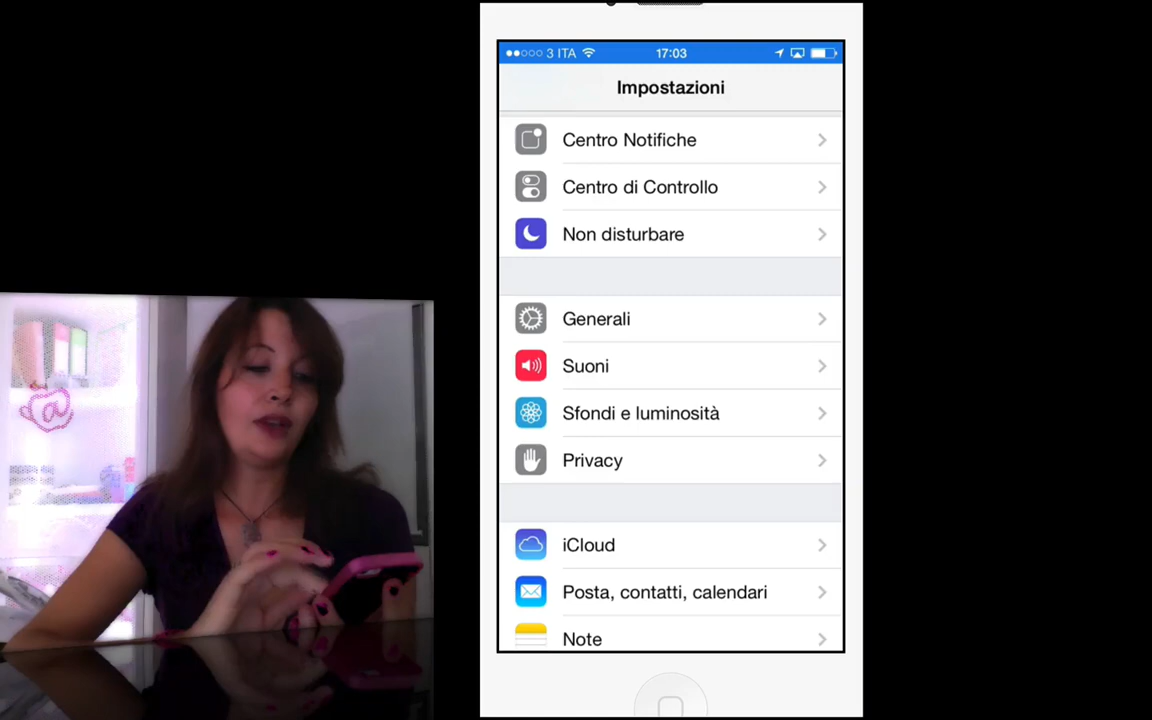 3 ITA 17:03
Impostazioni
Centro Notifiche
Centro di Controllo
Non disturbare
Generali
Suoni
Sfondi e luminosità
Privacy
iCloud
Posta, contatti, calendari
Note
@